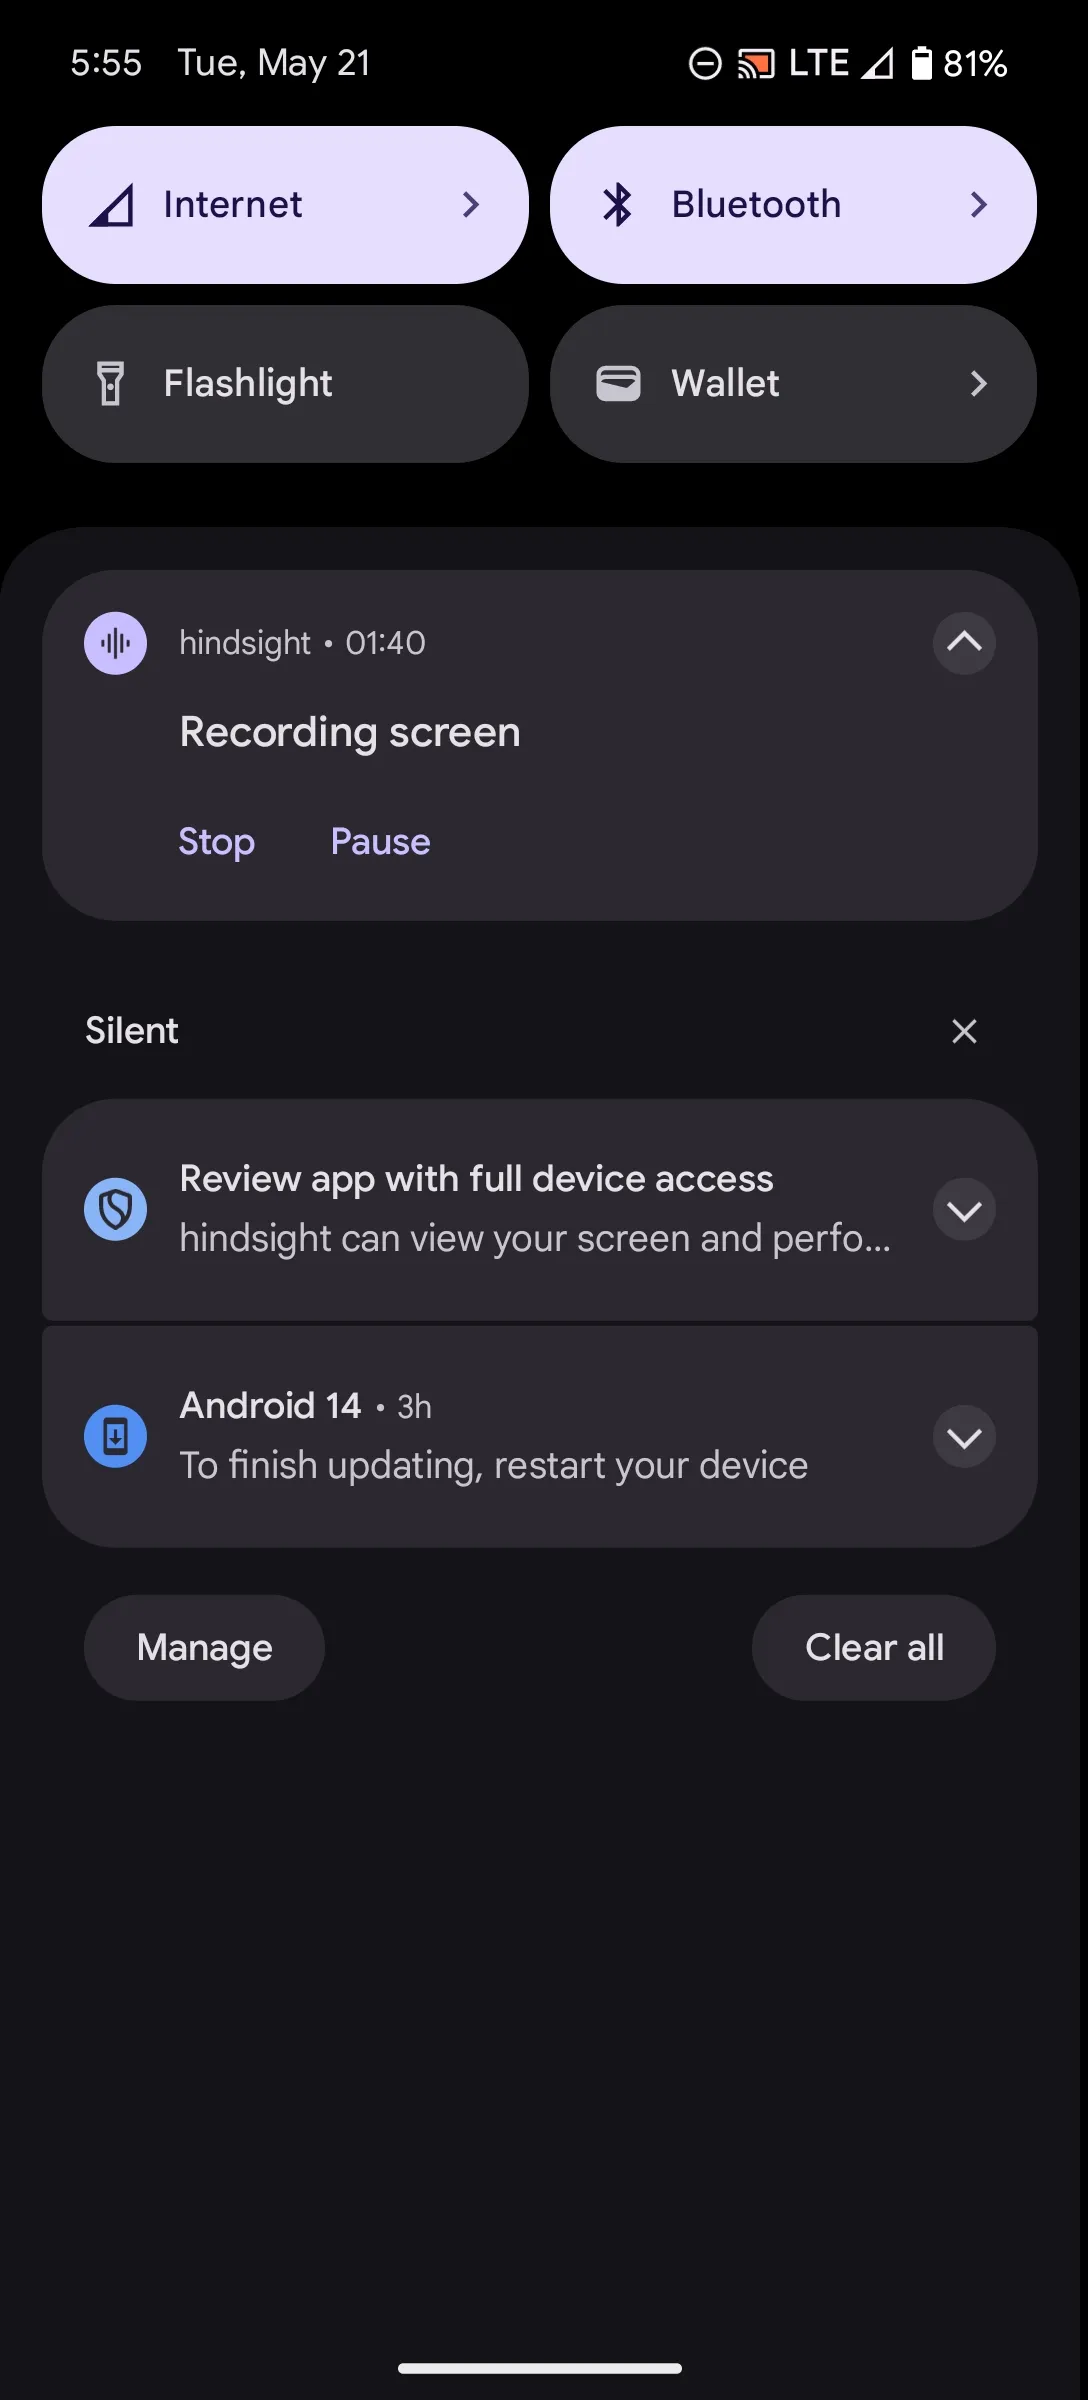 5:55 Tue, May 21 LTE 81%
Internet
Bluetooth
Flashlight
Wallet
hindsight • 01:40
Recording screen
Stop Pause
Silent
Review app with full device access
hindsight can view your screen and perfo...
Android 14 • 3h
To finish updating, restart your device
Manage
Clear all